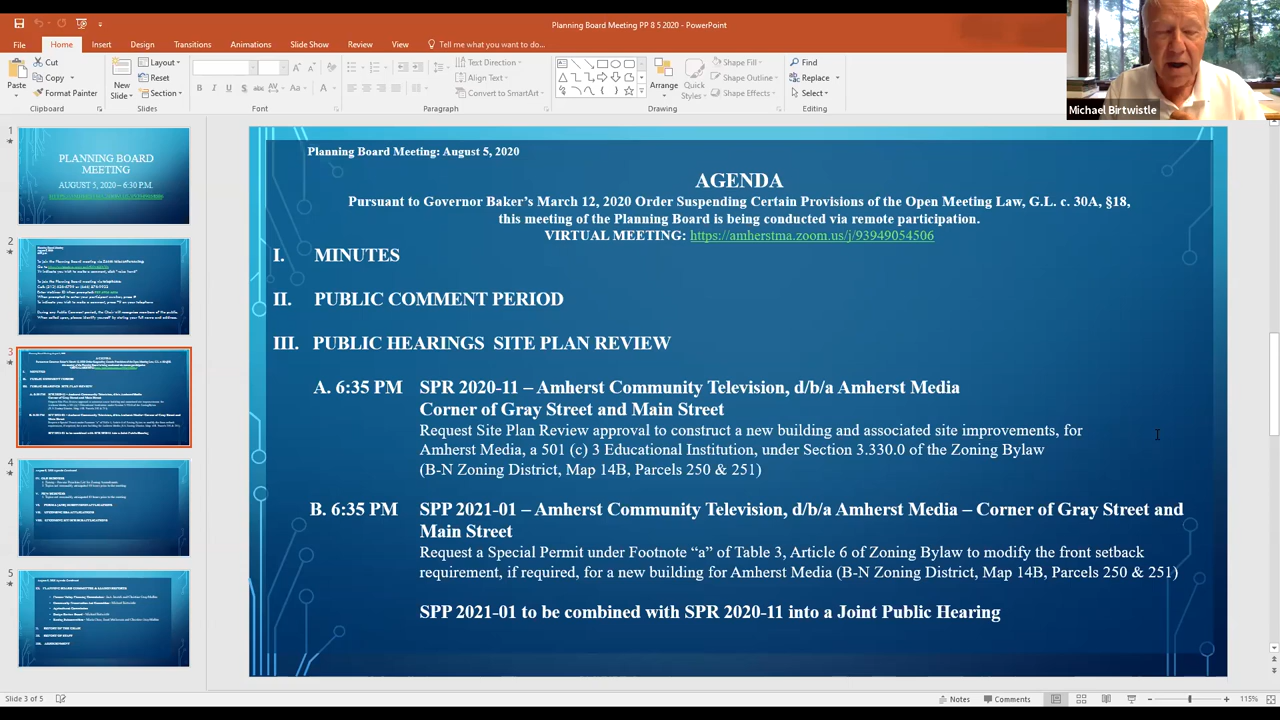 Planning Board Meeting PP 8 5 2020 - PowerPoint
File Home Insert Design Transitions Animations Slide Show Review View Tell me what you want to do...
Paste
Cut
Copy
Format Painter
Clipboard
New
Slide
Layout
Reset
Section
Slides
Font
Text Direction
Align Text
Convert to SmartArt
Paragraph
Arrange
Quick
Styles
Shape Fill
Shape Outline
Shape Effects
Drawing
Find
Replace
Select
Editing
Michael Birtwistle
1
PLANNING BOARD
MEETING
AUGUST 5, 2020 – 6:30 P.M.
2
3
4
5
Planning Board Meeting: August 5, 2020
AGENDA
Pursuant to Governor Baker's March 12, 2020 Order Suspending Certain Provisions of the Open Meeting Law, G.L. c. 30A, §18,
this meeting of the Planning Board is being conducted via remote participation.
VIRTUAL MEETING: https://amherstma.zoom.us/j/93949054506
I. MINUTES
II. PUBLIC COMMENT PERIOD
III. PUBLIC HEARINGS SITE PLAN REVIEW
A. 6:35 PM SPR 2020-11 – Amherst Community Television, d/b/a Amherst Media
Corner of Gray Street and Main Street
Request Site Plan Review approval to construct a new building and associated site improvements, for
Amherst Media, a 501 (c) 3 Educational Institution, under Section 3.330.0 of the Zoning Bylaw
(B-N Zoning District, Map 14B, Parcels 250 & 251)
B. 6:35 PM SPP 2021-01 – Amherst Community Television, d/b/a Amherst Media – Corner of Gray Street and
Main Street
Request a Special Permit under Footnote “a” of Table 3, Article 6 of Zoning Bylaw to modify the front setback
requirement, if required, for a new building for Amherst Media (B-N Zoning District, Map 14B, Parcels 250 & 251)
SPP 2021-01 to be combined with SPR 2021-11 into a Joint Public Hearing
Slide 3 of 5
Notes
Comments
115%